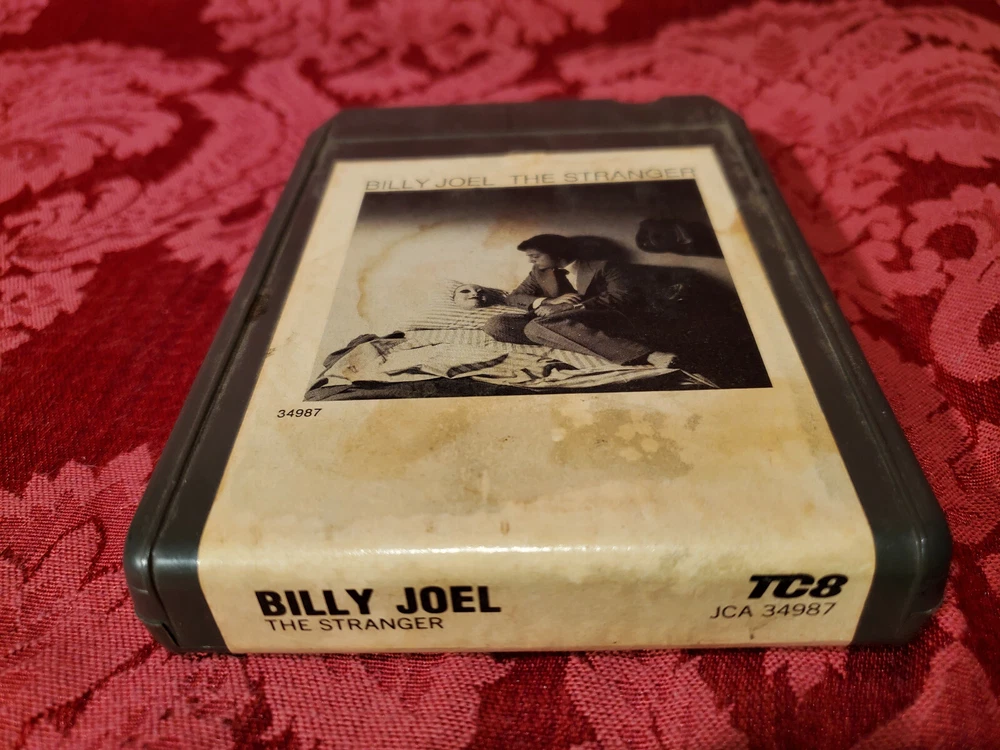 BILLY JOEL THE STRANGER
34987
BILLY JOEL
THE STRANGER
TC8
JCA 34987